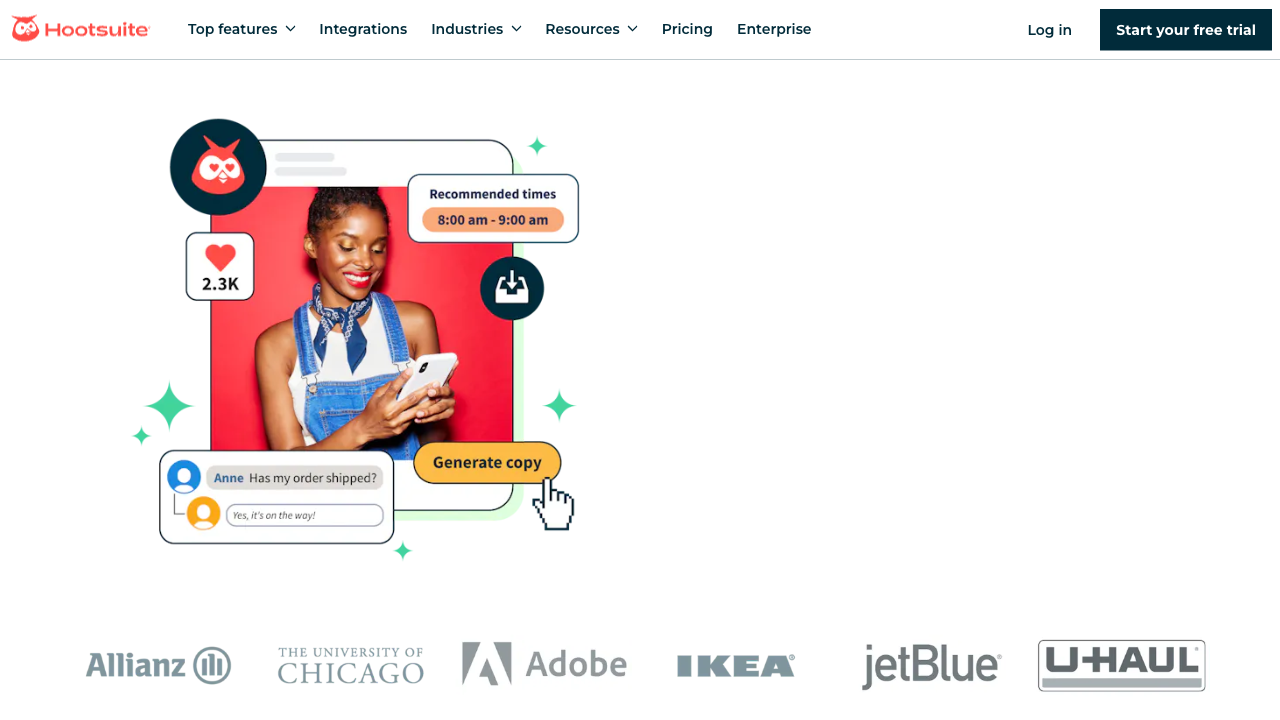 Hootsuite
Top features
Integrations
Industries
Resources
Pricing
Enterprise
Log in
Start your free trial
Recommended times
8:00 am - 9:00 am
2.3K
Generate copy
Anne Has my order shipped?
Yes, it's on the way!
Allianz
THE UNIVERSITY OF
CHICAGO
Adobe
IKEA®
jetBlue®
U-HAUL®